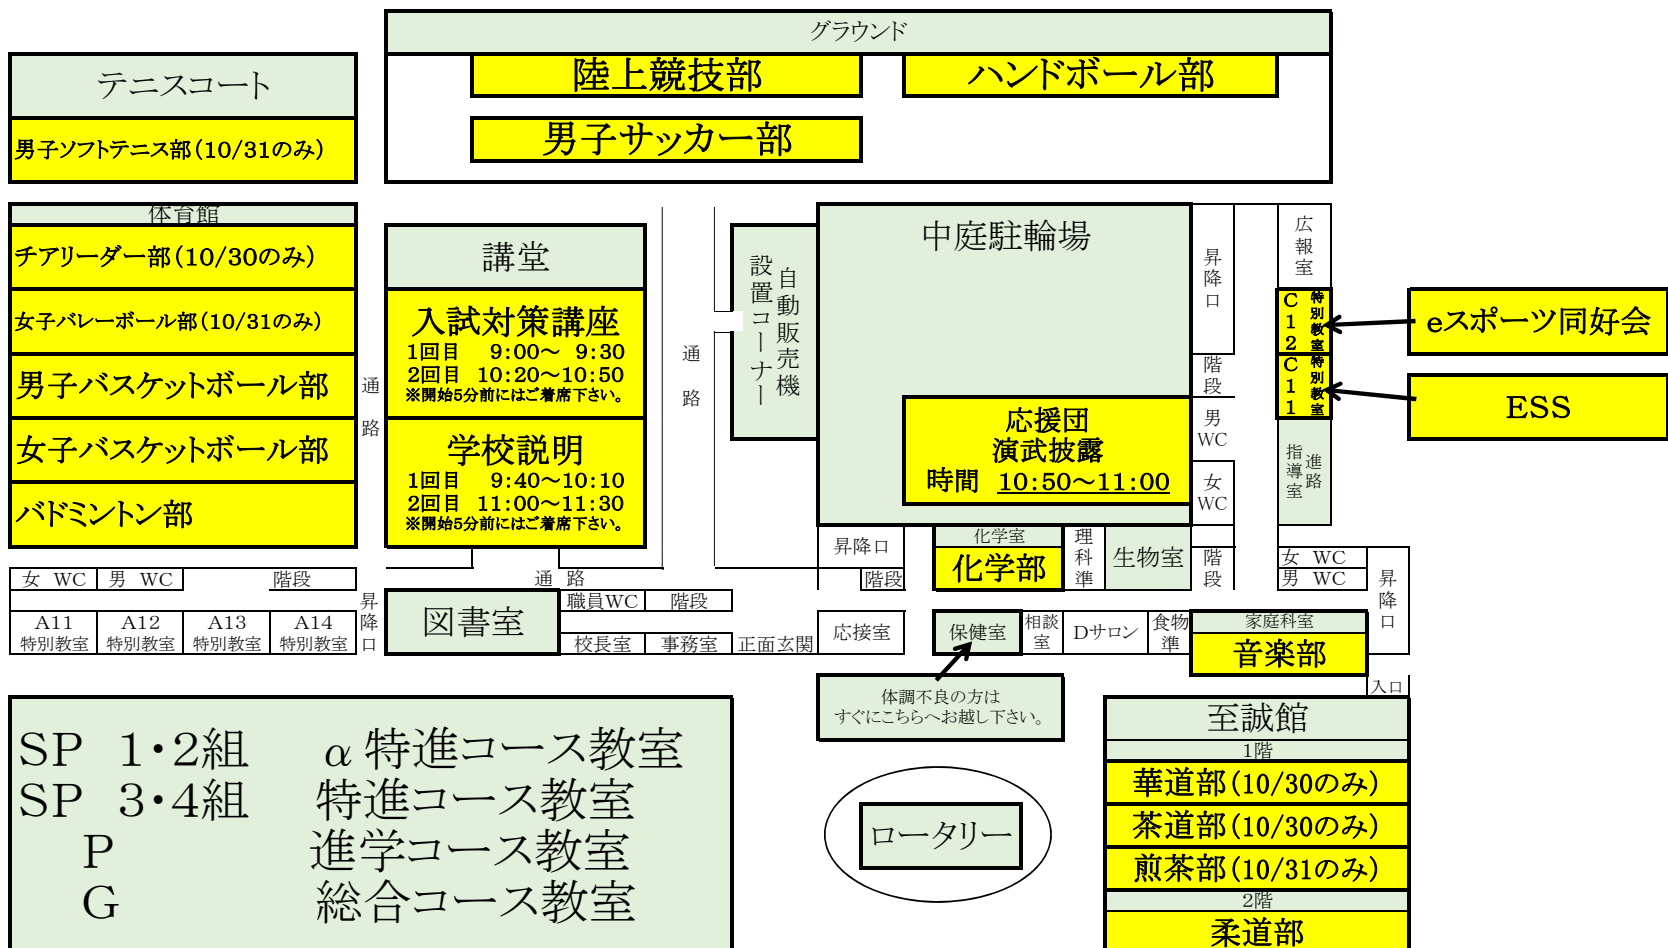 グラウンド
陸上競技部
ハンドボール部
男子サッカー部
テニスコート
男子ソフトテニス部(10/31のみ)
体育館
チアリーダー部(10/30のみ)
女子バレーボール部(10/31のみ)
男子バスケットボール部
女子バスケットボール部
バドミントン部
通路
講堂
入試対策講座
1回目 9:00～ 9:30
2回目 10:20～10:50
※開始5分前にはご着席下さい。
学校説明
1回目 9:40～10:10
2回目 11:00～11:30
※開始5分前にはご着席下さい。
通路
自動販売機
設置コーナー
中庭駐輪場
応援団
演武披露
時間 10:50～11:00
昇降口
階段
男WC
女WC
広報室
C12 特別教室
C11 特別教室
進路
指導室
eスポーツ同好会
ESS
昇降口
階段
化学室
化学部
理科準
生物室
階段
女 WC
男 WC
昇降口
女 WC
男 WC
階段
通 路
昇降口
A11
特別教室
A12
特別教室
A13
特別教室
A14
特別教室
図書室
職員WC
階段
校長室
事務室
正面玄関
応接室
保健室
相談室
Dサロン
食物準
家庭科室
音楽部
入口
体調不良の方は
すぐにこちらへお越し下さい。
ロータリー
至誠館
1階
華道部(10/30のみ)
茶道部(10/30のみ)
煎茶部(10/31のみ)
2階
柔道部
SP 1・2組 α特進コース教室
SP 3・4組 特進コース教室
P 進学コース教室
G 総合コース教室